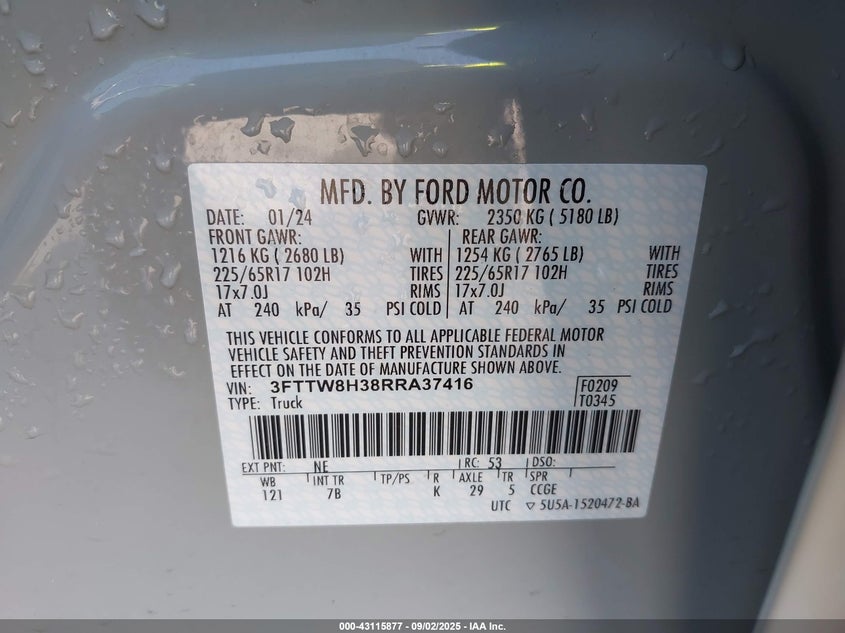 MFD. BY FORD MOTOR CO.
DATE: 01/24 GVWR: 2350 KG ( 5180 LB)
FRONT GAWR: REAR GAWR:
1216 KG ( 2680 LB) WITH 1254 KG ( 2765 LB) WITH
225/65R17 102H TIRES 225/65R17 102H TIRES
17x7.0J RIMS 17x7.0J RIMS
AT 240 kPa/ 35 PSI COLD AT 240 kPa/ 35 PSI COLD
THIS VEHICLE CONFORMS TO ALL APPLICABLE FEDERAL MOTOR
VEHICLE SAFETY AND THEFT PREVENTION STANDARDS IN
EFFECT ON THE DATE OF MANUFACTURE SHOWN ABOVE.
VIN: 3FTTW8H38RRA37416 F0209
TYPE: Truck T0345
EXT PNT: NE RC: 53 DSO:
WB INT TR TP/PS R AXLE TR SPR
121 7B K 29 5 CCGE
UTC ▽ 5U5A-1520472-BA
000-43115877 - 09/02/2025 - IAA Inc.